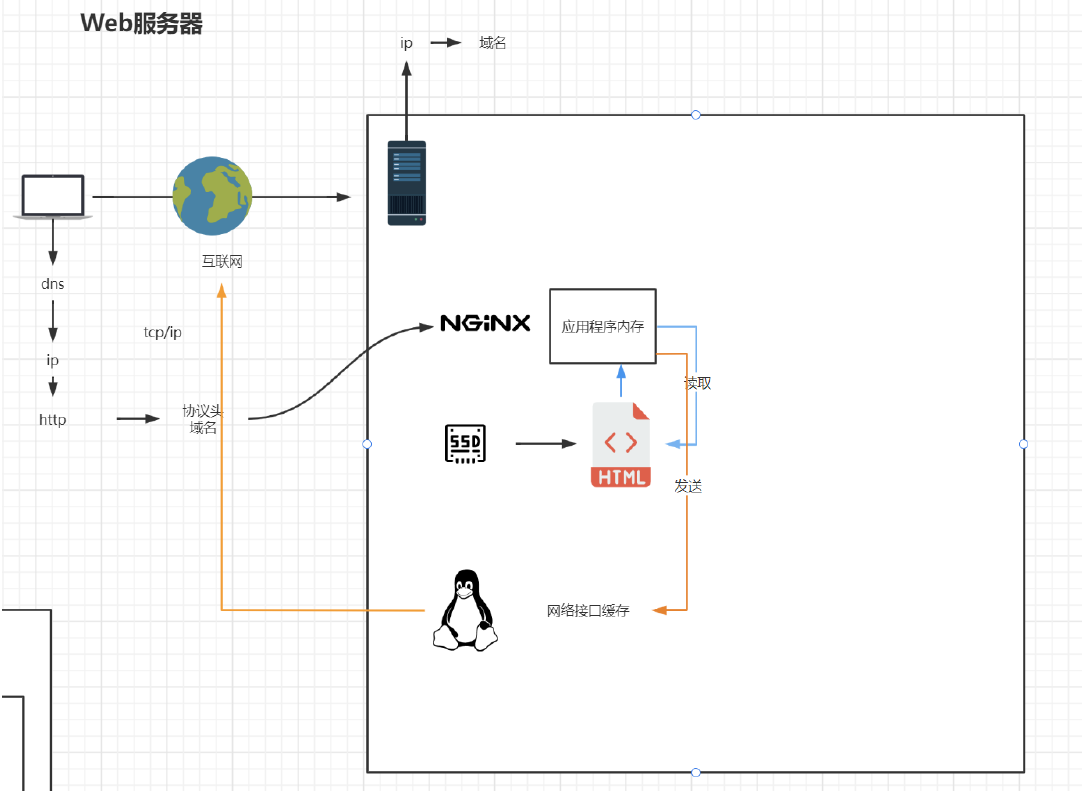 Web服务器
ip
域名
互联网
dns
tcp/ip
NGiNX
应用程序内存
ip
读取
http
协议头
域名
SSD
HTML
发送
网络接口缓存